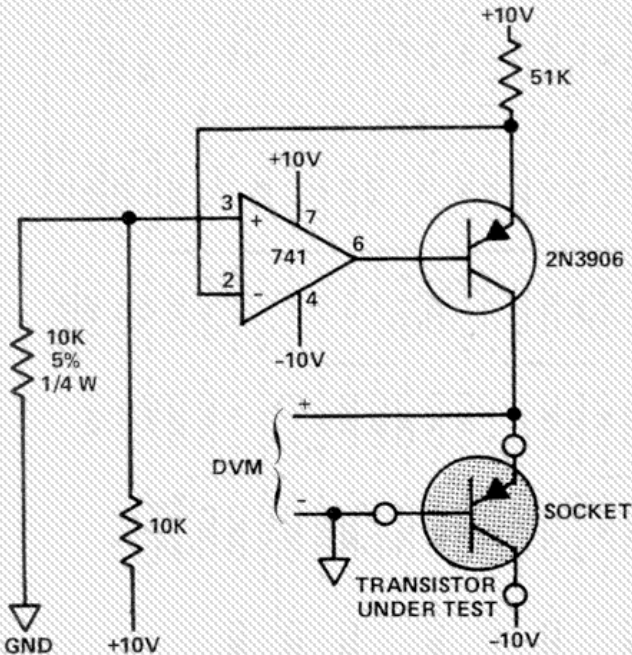 +10V
51K
+10V
3
+
7
741
6
2
-
4
-10V
2N3906
10K
5%
1/4 W
+
DVM
-
10K
SOCKET
TRANSISTOR
UNDER TEST
GND
+10V
-10V